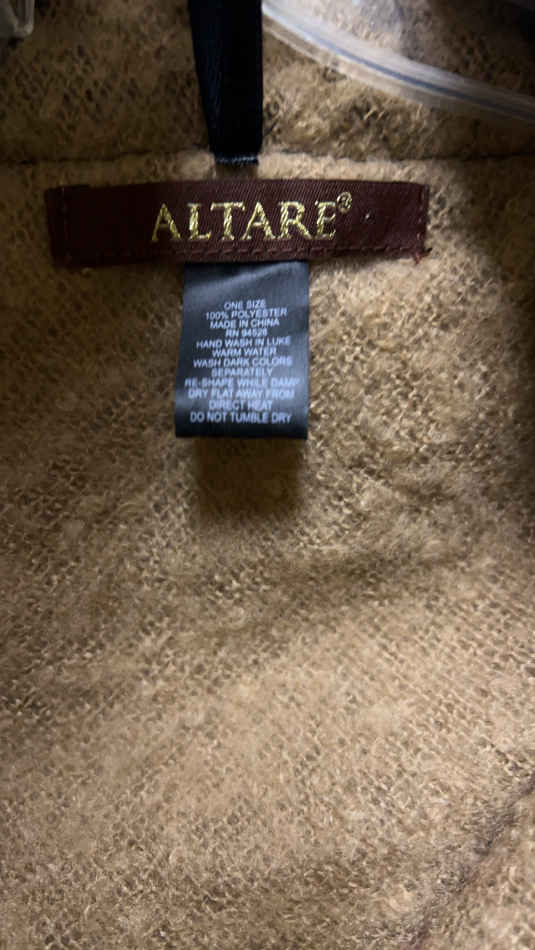 ALTARE®
ONE SIZE
100% POLYESTER
MADE IN CHINA
RN 94526
HAND WASH IN LUKE
WARM WATER
WASH DARK COLORS
SEPARATELY
RE-SHAPE WHILE DAMP
DRY FLAT AWAY FROM
DIRECT HEAT
DO NOT TUMBLE DRY